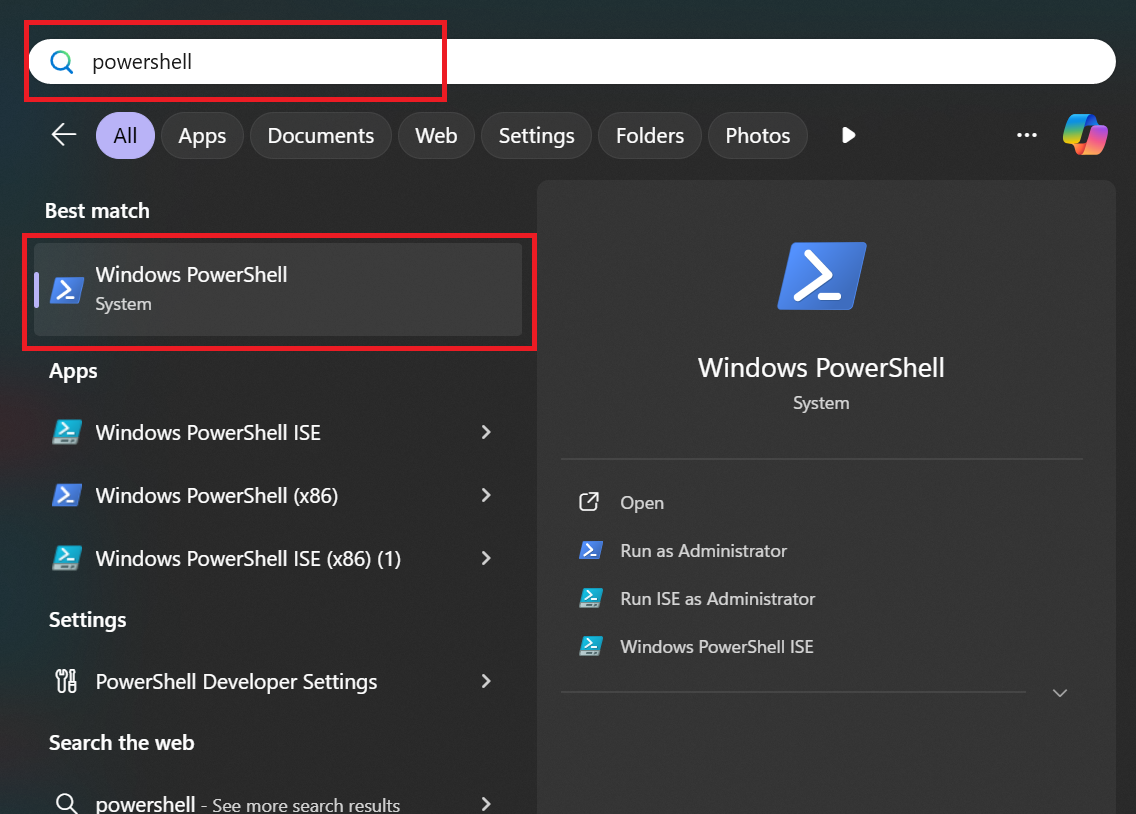 powershell
All
Apps
Documents
Web
Settings
Folders
Photos
Best match
Windows PowerShell
System
Apps
Windows PowerShell ISE
Windows PowerShell (x86)
Windows PowerShell ISE (x86) (1)
Settings
PowerShell Developer Settings
Search the web
powershell - See more search results
Windows PowerShell
System
Open
Run as Administrator
Run ISE as Administrator
Windows PowerShell ISE